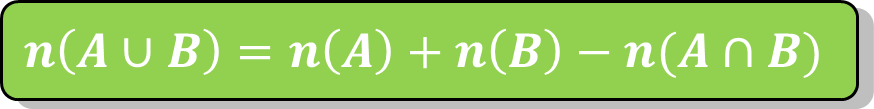 n(A ∪ B) = n(A) + n(B) − n(A ∩ B)